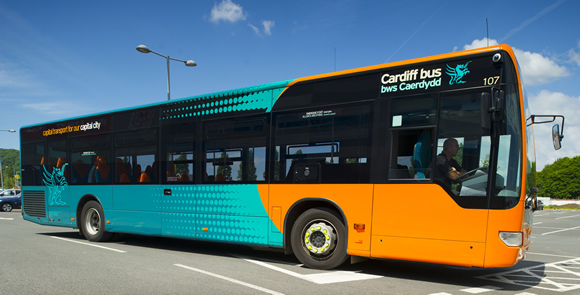 Cardiff bus
bws Caerdydd
107
capital transport for our capital city